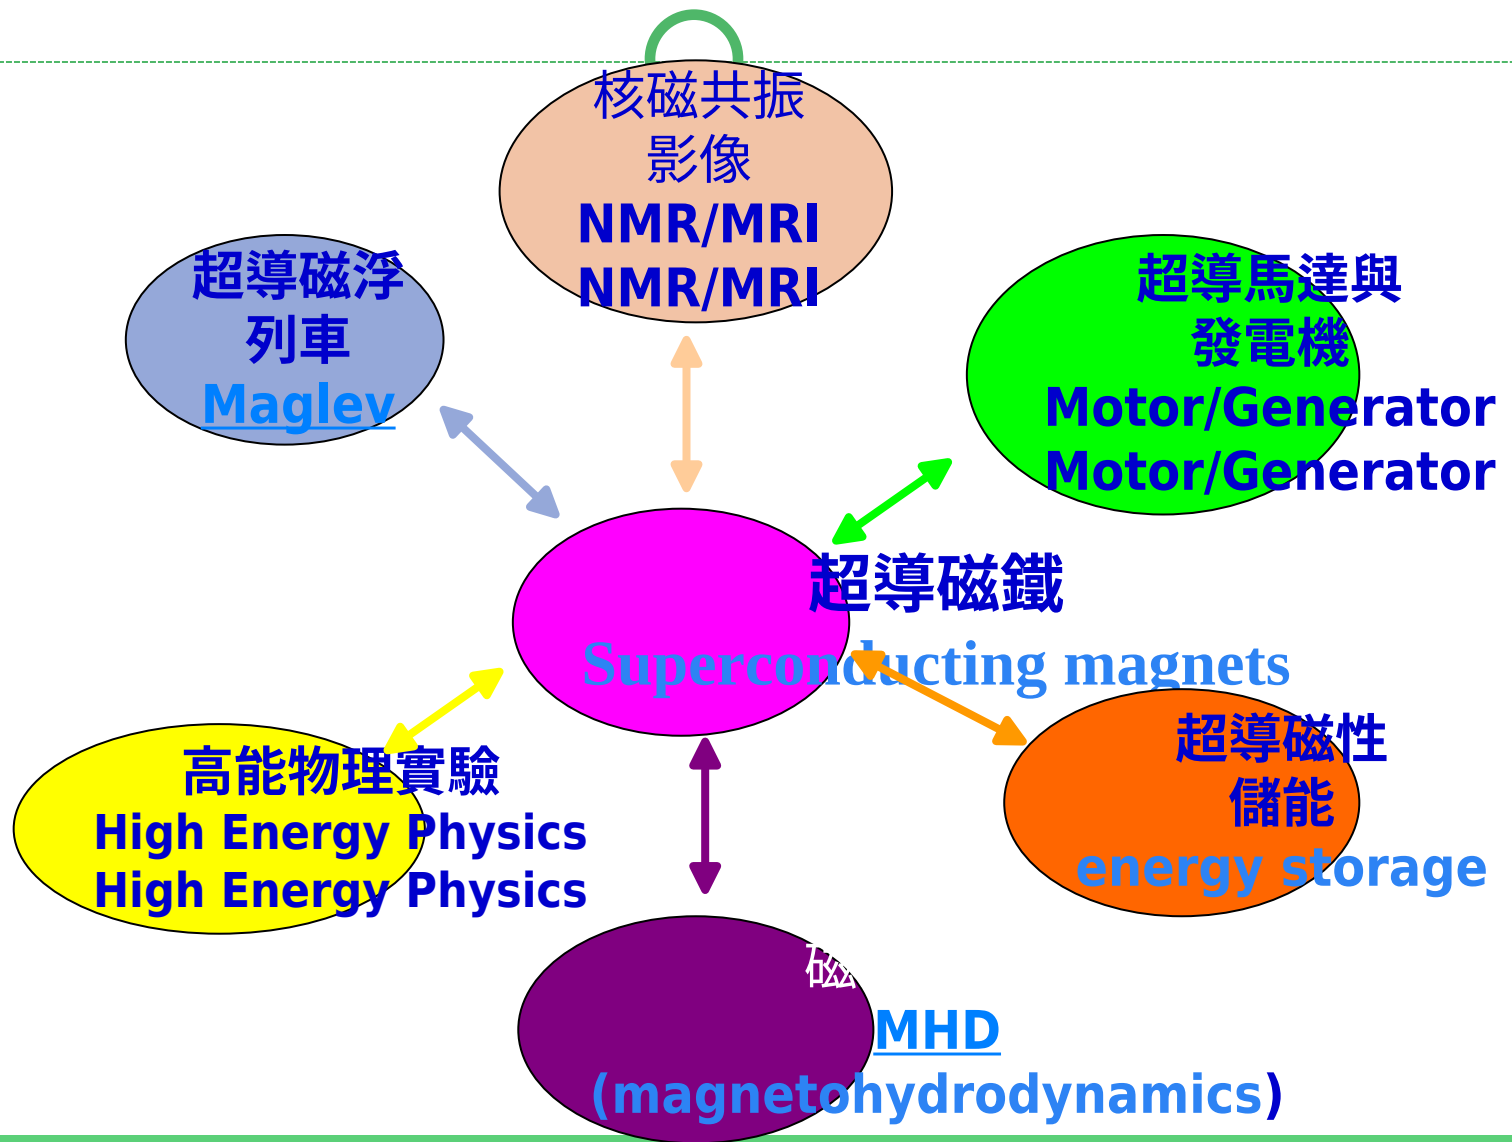 核磁共振
影像
NMR/MRI
NMR/MRI
超導磁浮
列車
Maglev
超導馬達與
發電機
Motor/Generator
Motor/Generator
超導磁鐵
Superconducting magnets
高能物理實驗
High Energy Physics
High Energy Physics
超導磁性
儲能
energy storage
磁
MHD
(magnetohydrodynamics)